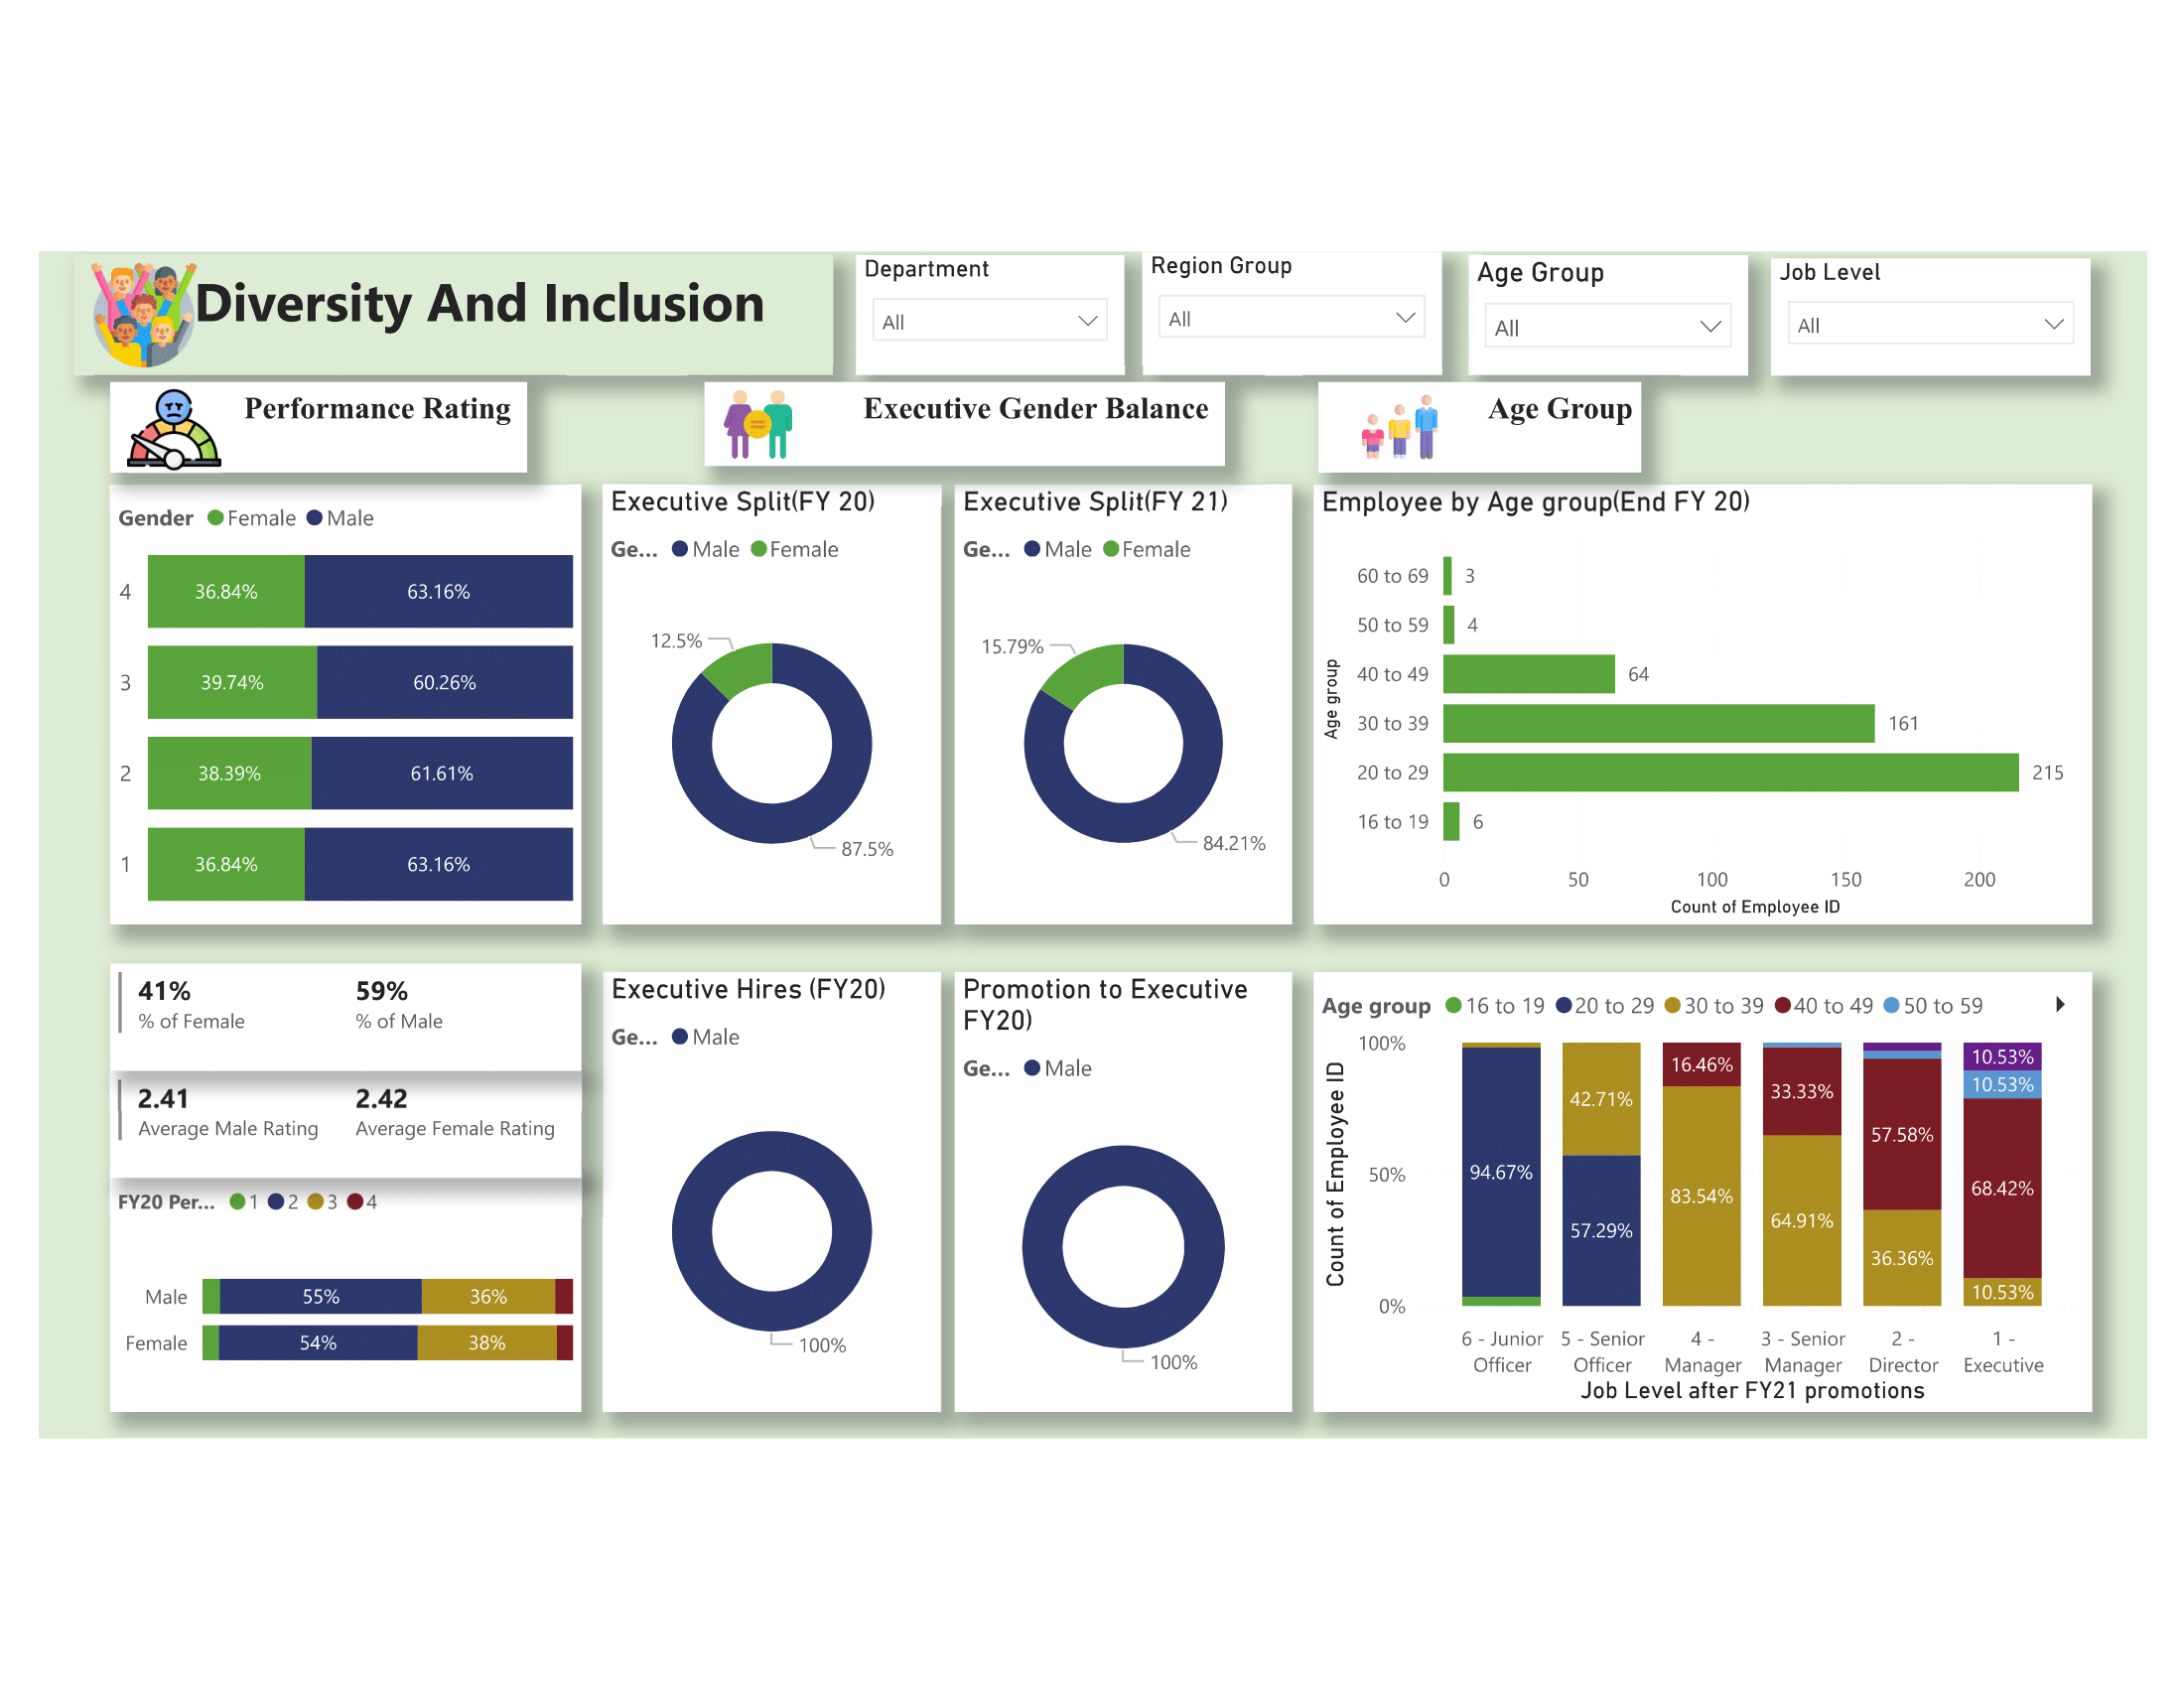 Diversity And Inclusion
Department
All
Region Group
All
Age Group
All
Job Level
All
Performance Rating
Executive Gender Balance
Age Group
Gender Female Male
4 36.84% 63.16%
3 39.74% 60.26%
2 38.39% 61.61%
1 36.84% 63.16%
Executive Split(FY 20)
Ge... Male Female
12.5%
87.5%
Executive Split(FY 21)
Ge... Male Female
15.79%
84.21%
Employee by Age group(End FY 20)
Age group
60 to 69 3
50 to 59 4
40 to 49 64
30 to 39 161
20 to 29 215
16 to 19 6
0 50 100 150 200
Count of Employee ID
41% 59%
% of Female % of Male
2.41 2.42
Average Male Rating Average Female Rating
FY20 Per... 1 2 3 4
Male 55% 36%
Female 54% 38%
Executive Hires (FY20)
Ge... Male
100%
Promotion to Executive
FY20)
Ge... Male
100%
Age group 16 to 19 20 to 29 30 to 39 40 to 49 50 to 59
Count of Employee ID
100%
50%
0%
94.67%
42.71%
57.29%
16.46%
83.54%
33.33%
64.91%
57.58%
36.36%
10.53%
10.53%
68.42%
10.53%
6 - Junior 5 - Senior 4 - 3 - Senior 2 - 1 -
Officer Officer Manager Manager Director Executive
Job Level after FY21 promotions